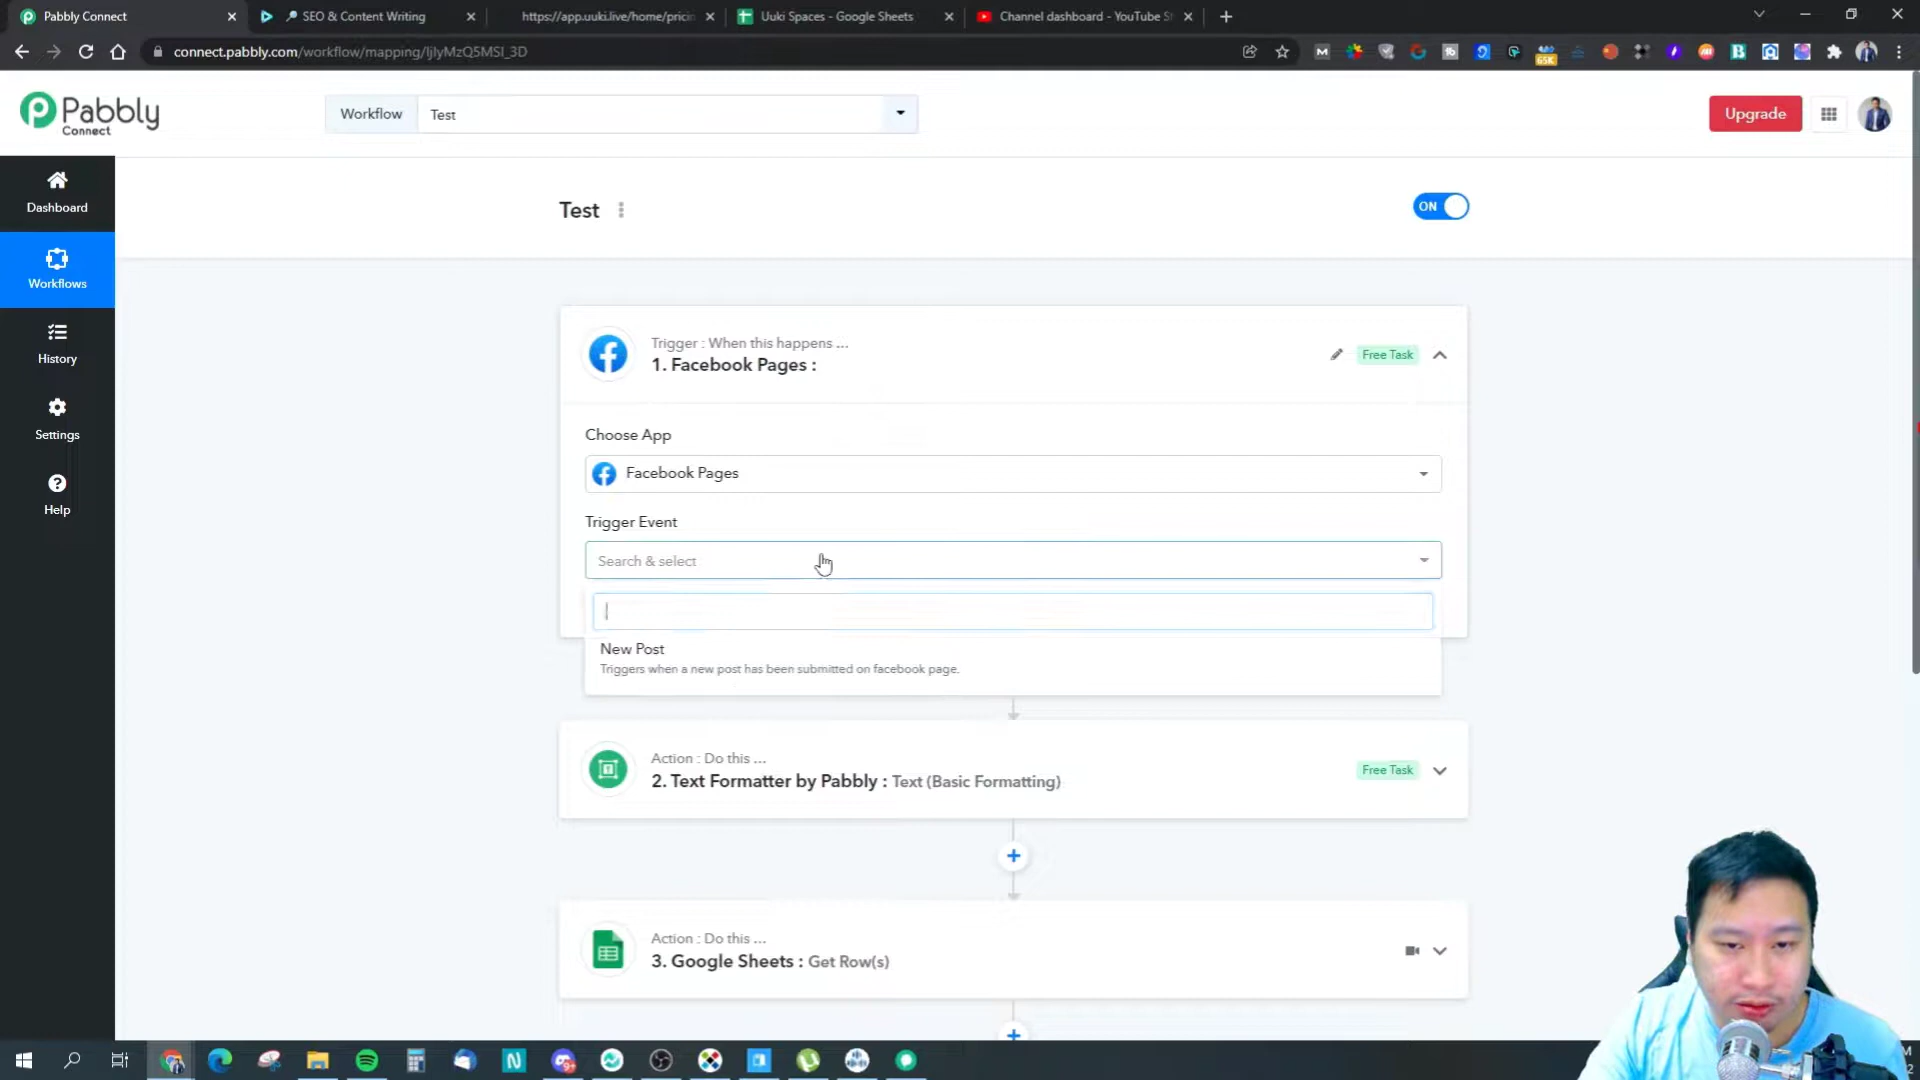 Pabbly Connect
SEO & Content Writing
https://app.uuki.live/home/pricin
Uuki Spaces - Google Sheets
Channel dashboard - YouTube S
connect.pabbly.com/workflow/mapping/IjIyMzQ5MSI_3D
65K
Pabbly
Connect
Workflow
Test
Upgrade
Dashboard
Workflows
History
Settings
Help
Test
ON
Trigger : When this happens ...
1. Facebook Pages :
Free Task
Choose App
Facebook Pages
Trigger Event
Search & select
New Post
Triggers when a new post has been submitted on facebook page.
Action : Do this ...
2. Text Formatter by Pabbly : Text (Basic Formatting)
Free Task
Action : Do this ...
3. Google Sheets : Get Row(s)